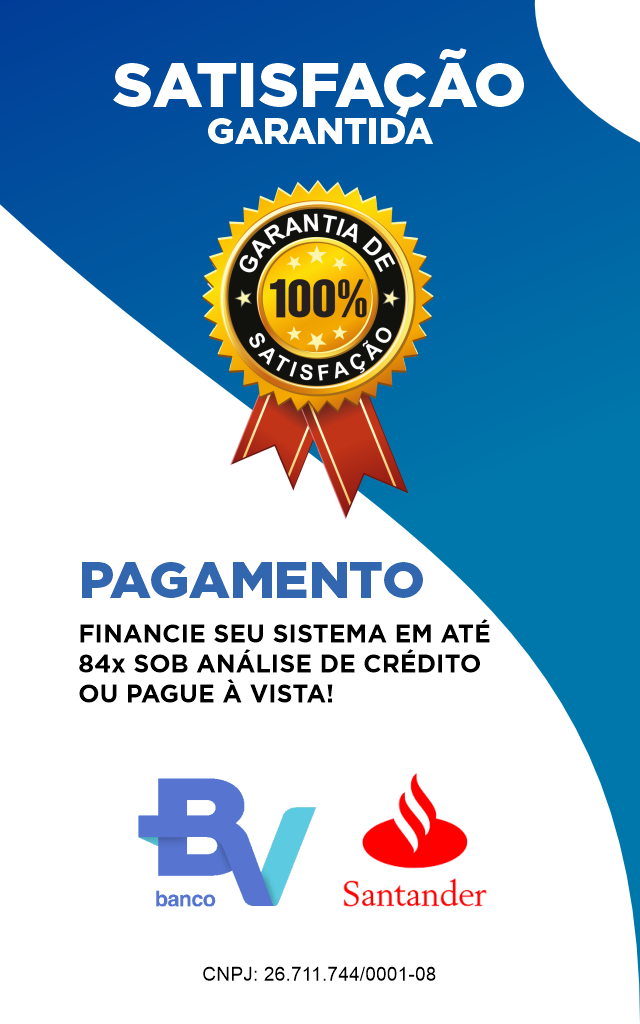 SATISFAÇÃO
GARANTIDA
GARANTIA DE
100%
SATISFAÇÃO
PAGAMENTO
FINANCIE SEU SISTEMA EM ATÉ
84x SOB ANÁLISE DE CRÉDITO
OU PAGUE À VISTA!
BV
banco
Santander
CNPJ: 26.711.744/0001-08